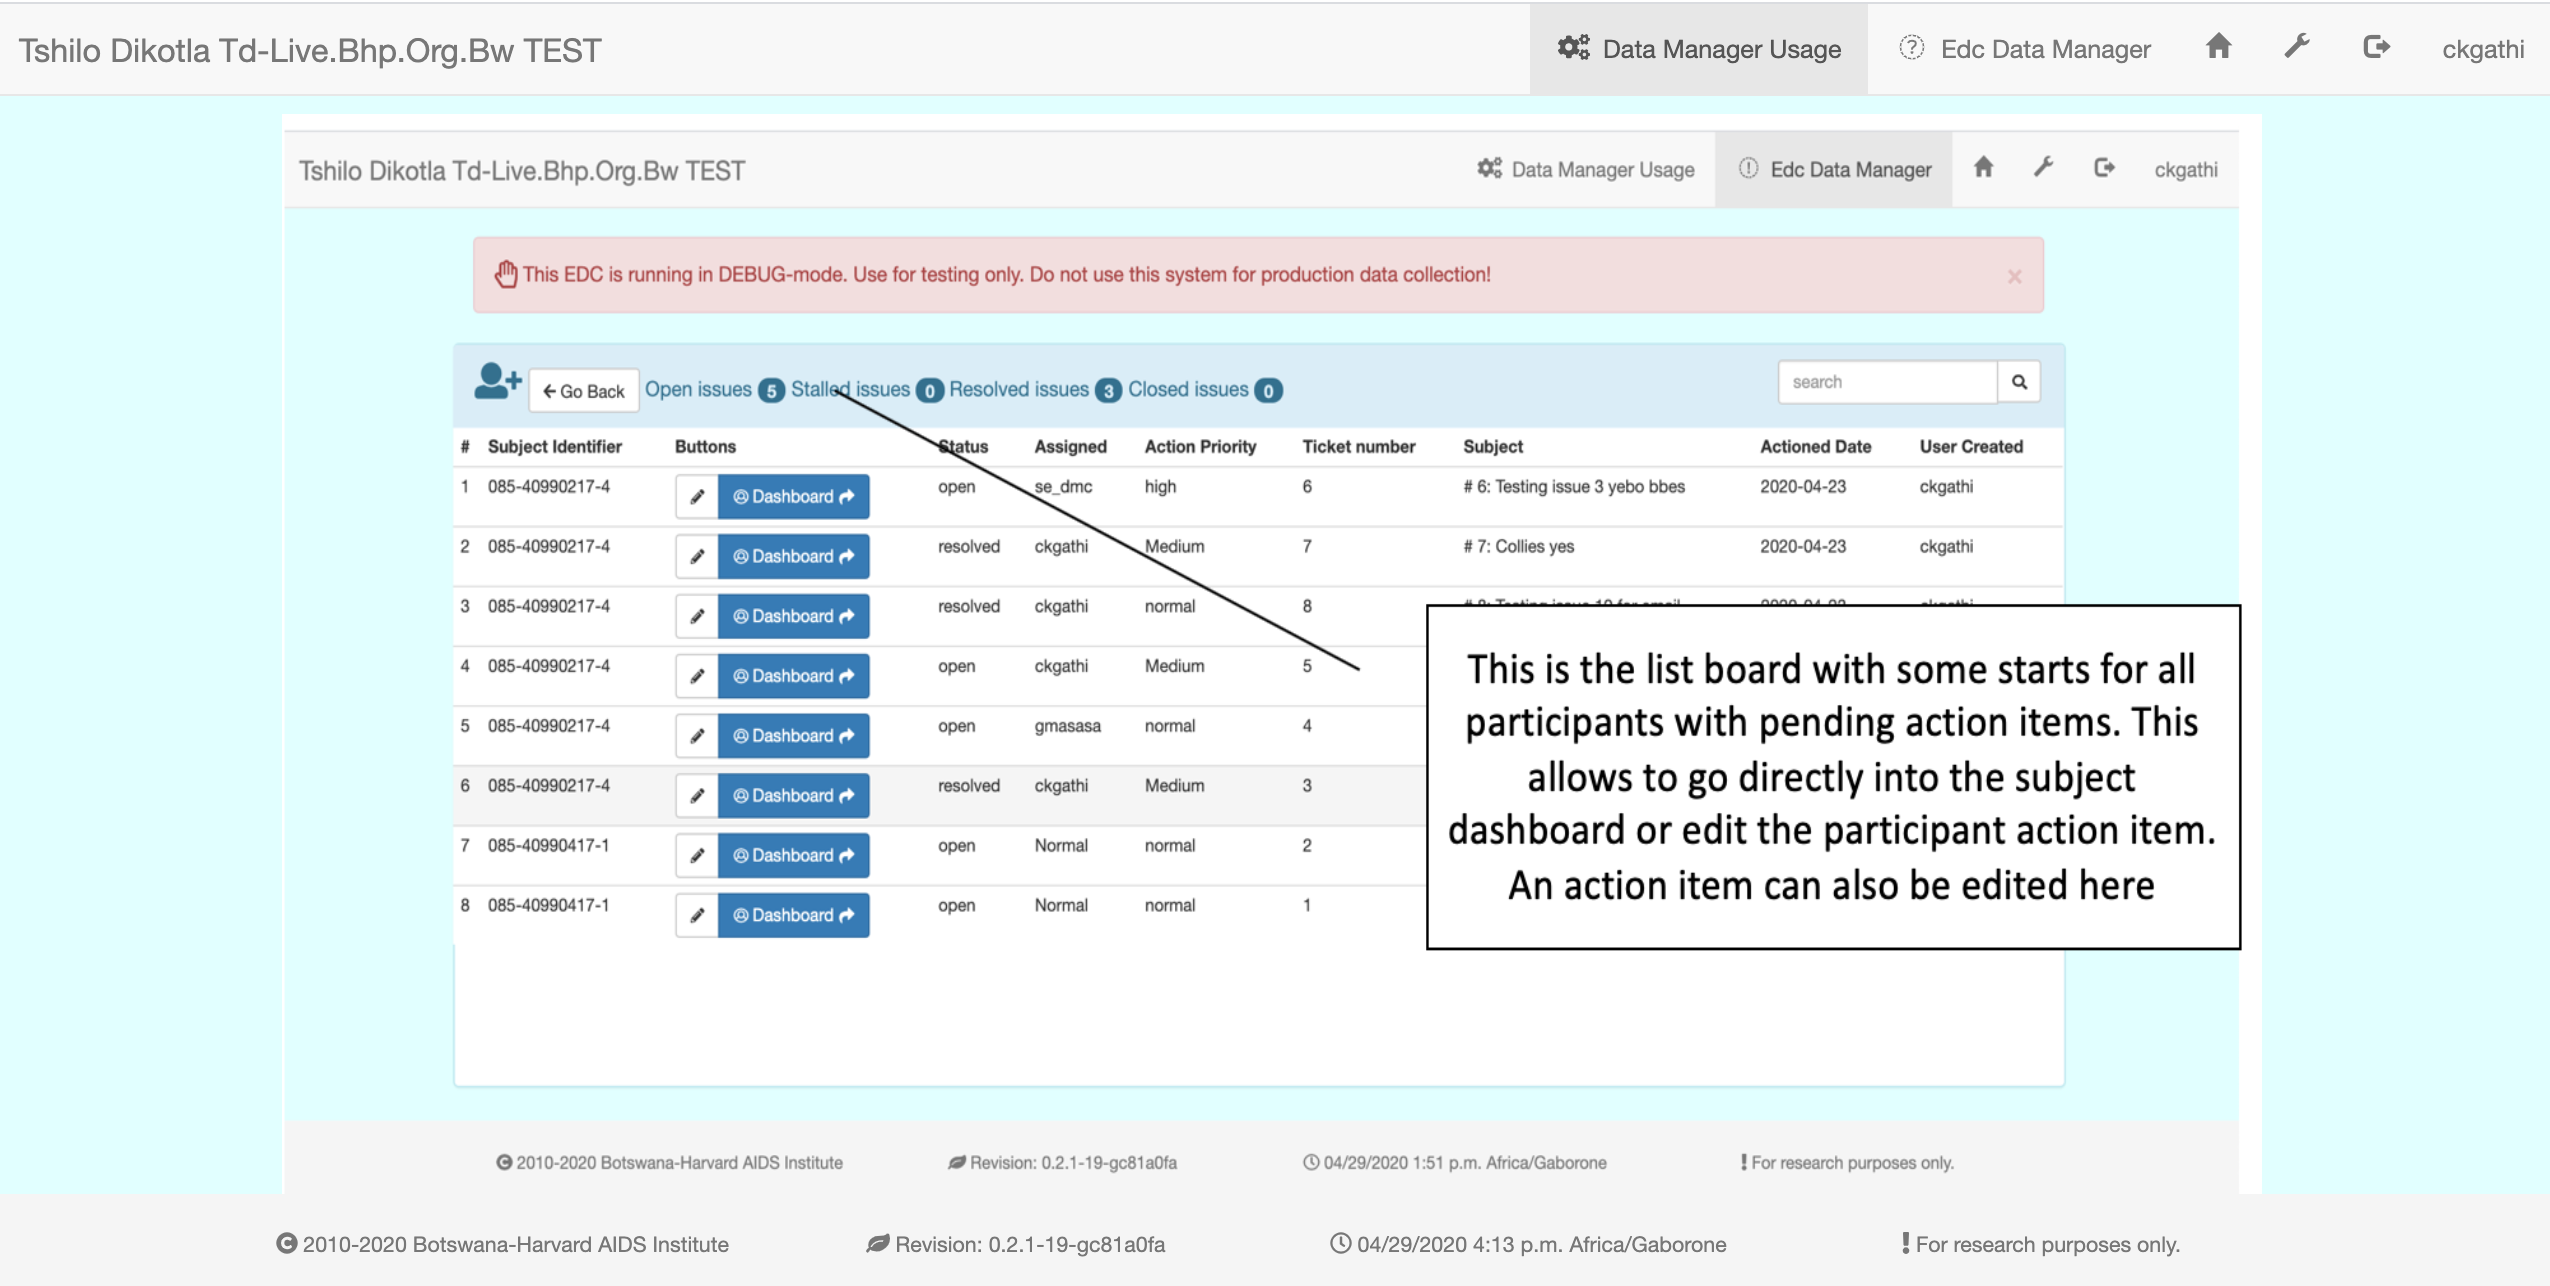 Tshilo Dikotla Td-Live.Bhp.Org.Bw TEST Data Manager Usage Edc Data Manager ckgathi
Tshilo Dikotla Td-Live.Bhp.Org.Bw TEST Data Manager Usage Edc Data Manager ckgathi
This EDC is running in DEBUG-mode. Use for testing only. Do not use this system for production data collection! ×
Go Back Open issues 5 Stalled issues 0 Resolved issues 3 Closed issues 0 search
# Subject Identifier Buttons Status Assigned Action Priority Ticket number Subject Actioned Date User Created
1 085-40990217-4 Dashboard open se_dmc high 6 # 6: Testing issue 3 yebo bbes 2020-04-23 ckgathi
2 085-40990217-4 Dashboard resolved ckgathi Medium 7 # 7: Collies yes 2020-04-23 ckgathi
3 085-40990217-4 Dashboard resolved ckgathi normal 8
4 085-40990217-4 Dashboard open ckgathi Medium 5
5 085-40990217-4 Dashboard open gmasasa normal 4
6 085-40990217-4 Dashboard resolved ckgathi Medium 3
7 085-40990417-1 Dashboard open Normal normal 2
8 085-40990417-1 Dashboard open Normal normal 1
This is the list board with some starts for all
participants with pending action items. This
allows to go directly into the subject
dashboard or edit the participant action item.
An action item can also be edited here
2010-2020 Botswana-Harvard AIDS Institute Revision: 0.2.1-19-gc81a0fa 04/29/2020 1:51 p.m. Africa/Gaborone For research purposes only.
2010-2020 Botswana-Harvard AIDS Institute Revision: 0.2.1-19-gc81a0fa 04/29/2020 4:13 p.m. Africa/Gaborone For research purposes only.